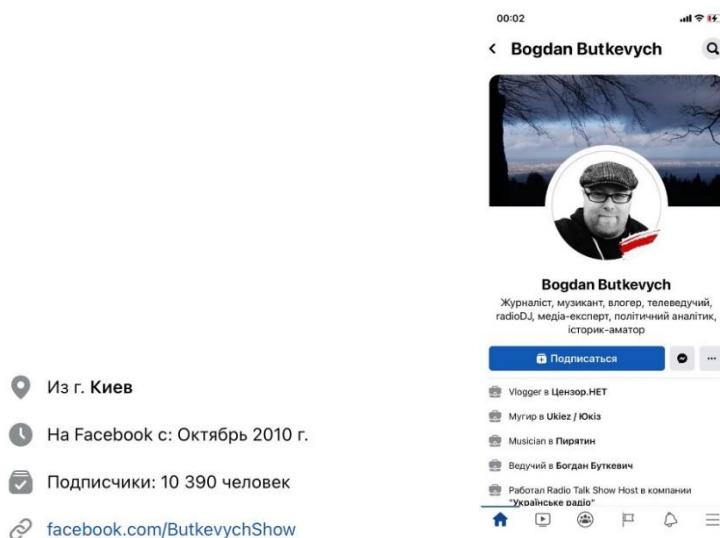 Из г. Киев
На Facebook с: Октябрь 2010 г.
Подписчики: 10 390 человек
facebook.com/ButkevychShow
00:02
Bogdan Butkevych
Bogdan Butkevych
Журналіст, музикант, влогер, телеведучий,
radioDJ, медіа-експерт, політичний аналітик,
історик-аматор
Подписаться
Vlogger в Цензор.НЕТ
Мугир в Ukiez / Юкіз
Musician в Пирятин
Ведучий в Богдан Буткевич
Работал Radio Talk Show Host в компании
"Українське радіо"